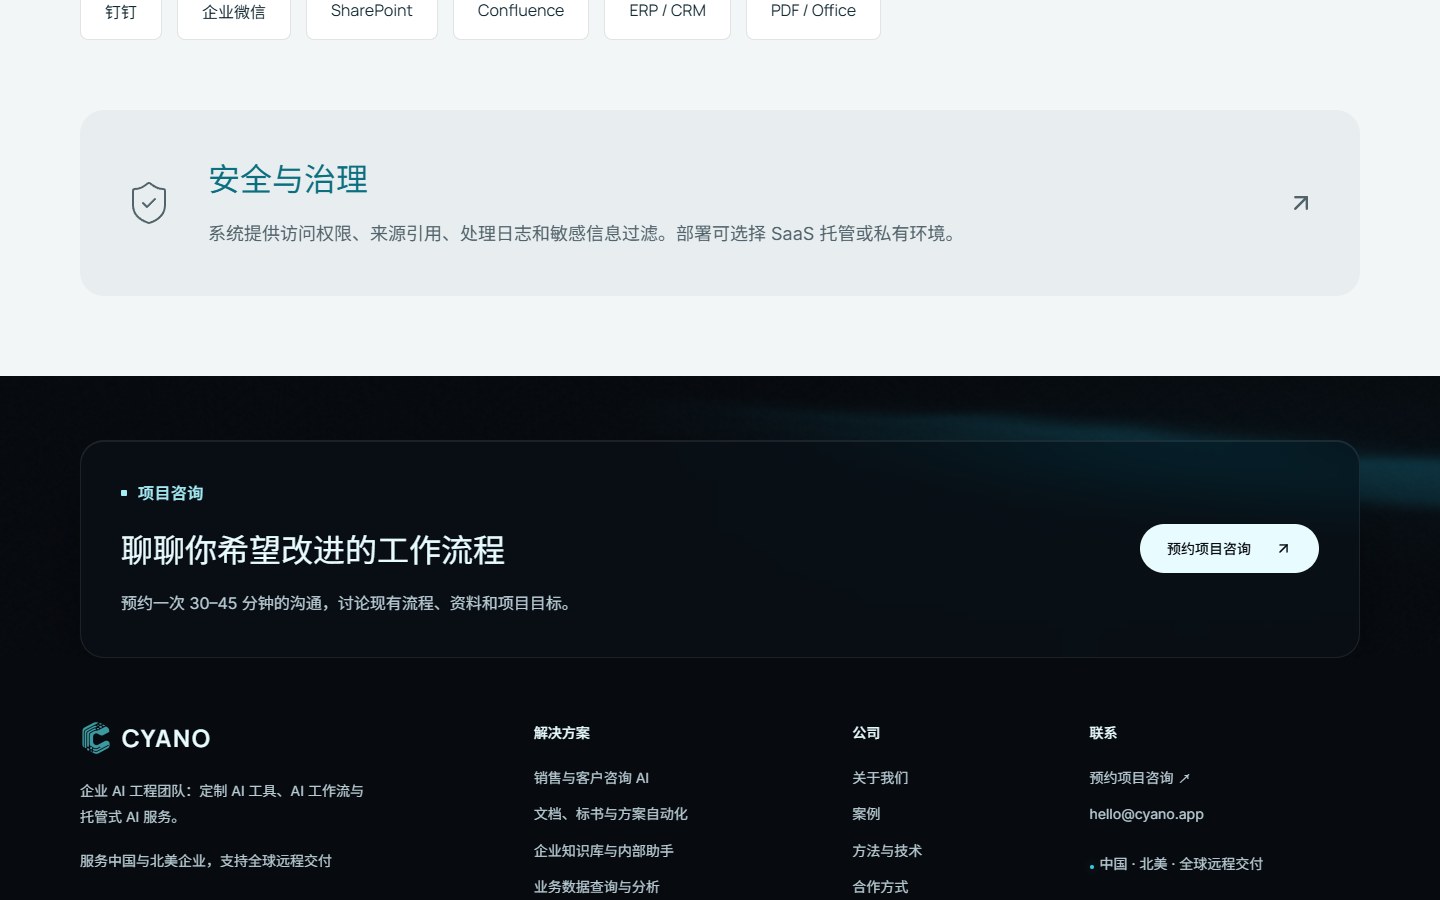 钉钉
企业微信
SharePoint
Confluence
ERP / CRM
PDF / Office
安全与治理
系统提供访问权限、来源引用、处理日志和敏感信息过滤。部署可选择 SaaS 托管或私有环境。
项目咨询
聊聊你希望改进的工作流程
预约一次 30–45 分钟的沟通，讨论现有流程、资料和项目目标。
预约项目咨询
CYANO
企业 AI 工程团队：定制 AI 工具、AI 工作流与
托管式 AI 服务。
服务中国与北美企业，支持全球远程交付
解决方案
销售与客户咨询 AI
文档、标书与方案自动化
企业知识库与内部助手
业务数据查询与分析
公司
关于我们
案例
方法与技术
合作方式
联系
预约项目咨询 ↗
hello@cyano.app
中国 · 北美 · 全球远程交付